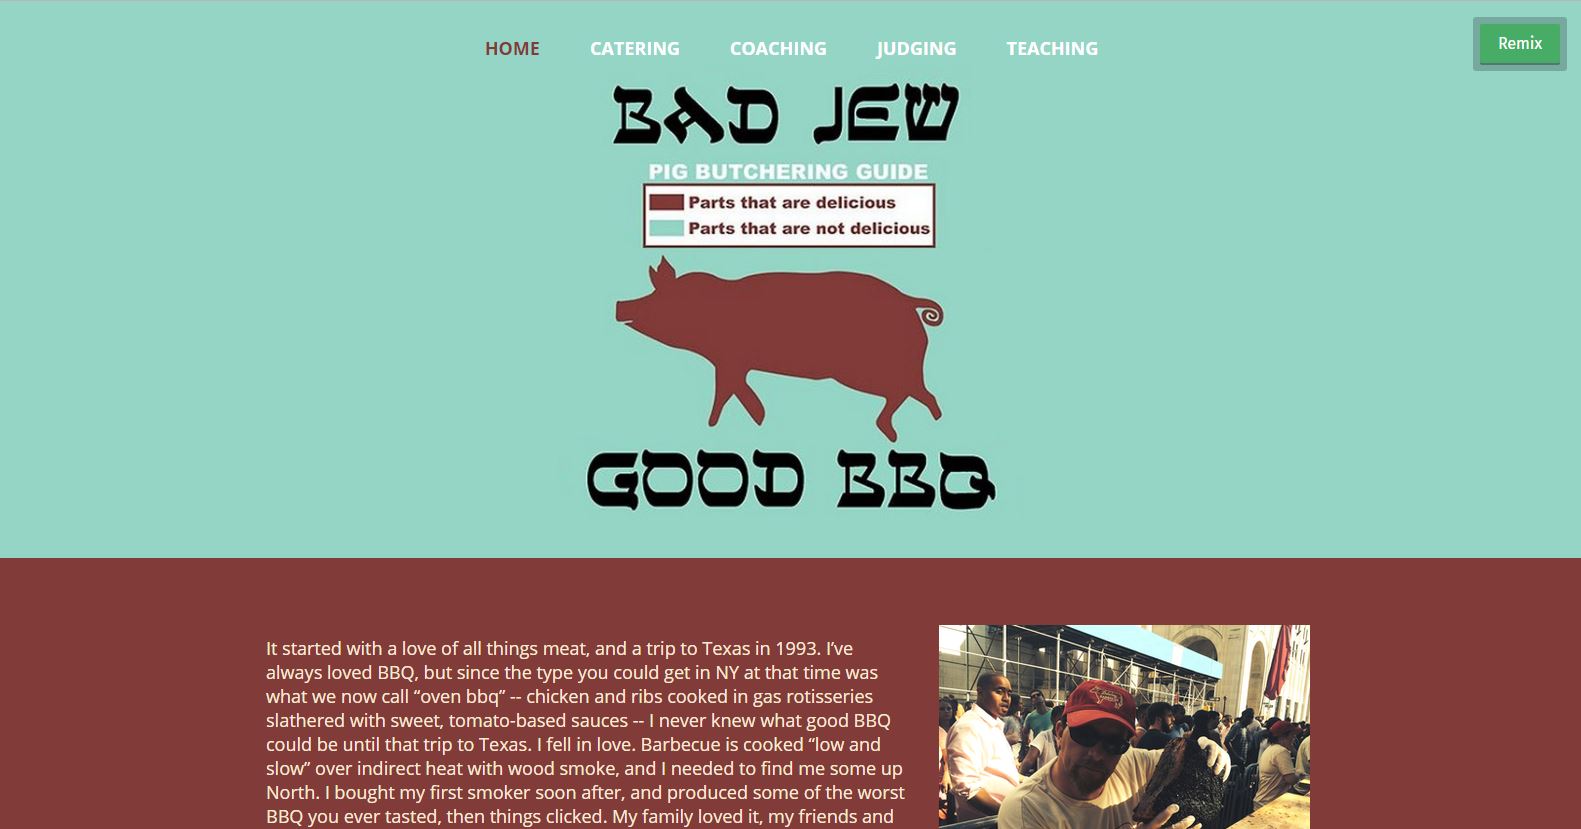 HOME CATERING COACHING JUDGING TEACHING
Remix
BAD JEW
PIG BUTCHERING GUIDE
Parts that are delicious
Parts that are not delicious
GOOD BBQ
It started with a love of all things meat, and a trip to Texas in 1993. I’ve
always loved BBQ, but since the type you could get in NY at that time was
what we now call “oven bbq” -- chicken and ribs cooked in gas rotisseries
slathered with sweet, tomato-based sauces -- I never knew what good BBQ
could be until that trip to Texas. I fell in love. Barbecue is cooked “low and
slow” over indirect heat with wood smoke, and I needed to find me some up
North. I bought my first smoker soon after, and produced some of the worst
BBQ you ever tasted, then things clicked. My family loved it, my friends and